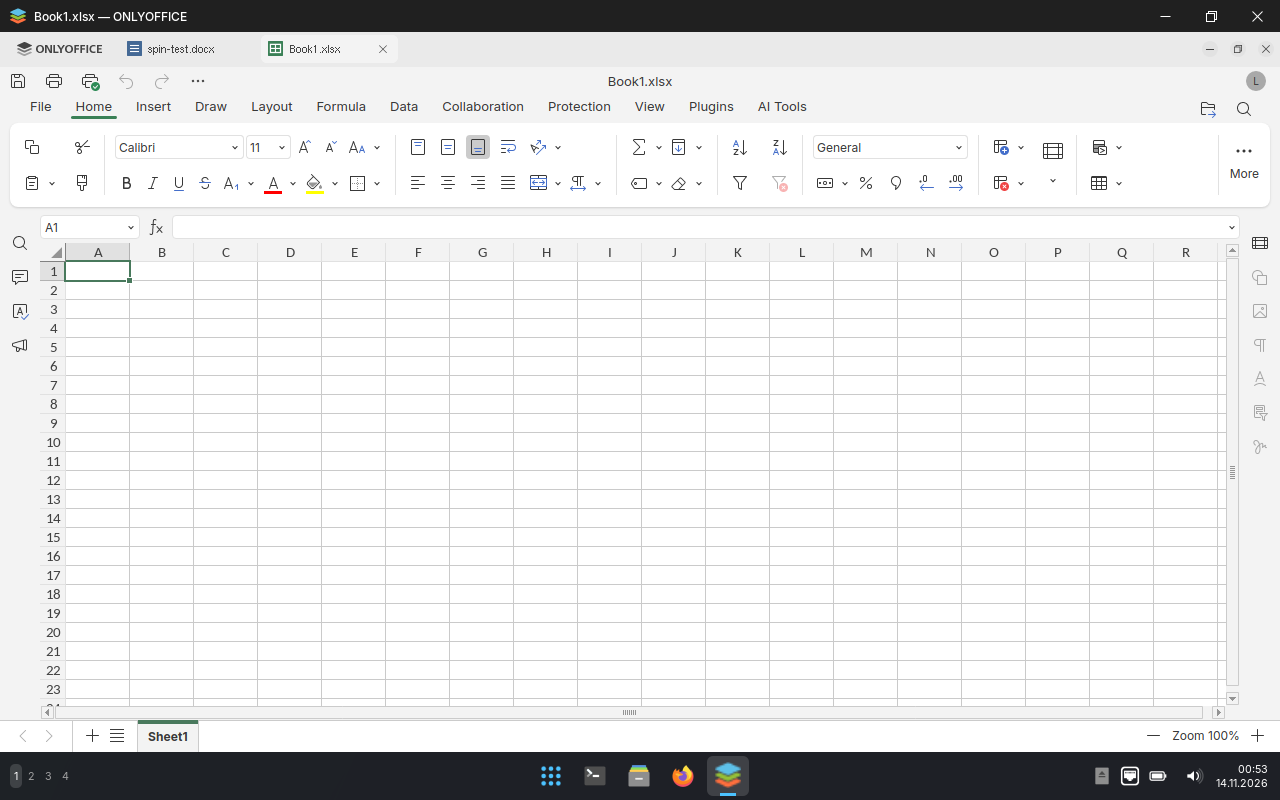 Book1.xlsx — ONLYOFFICE
ONLYOFFICE
spin-test.docx
Book1.xlsx
Book1.xlsx
L
File Home Insert Draw Layout Formula Data Collaboration Protection View Plugins AI Tools
Calibri 11 General
More
A1
A B C D E F G H I J K L M N O P Q R
1
2
3
4
5
6
7
8
9
10
11
12
13
14
15
16
17
18
19
20
21
22
23
Sheet1
Zoom 100%
1 2 3 4
00:53
14.11.2026